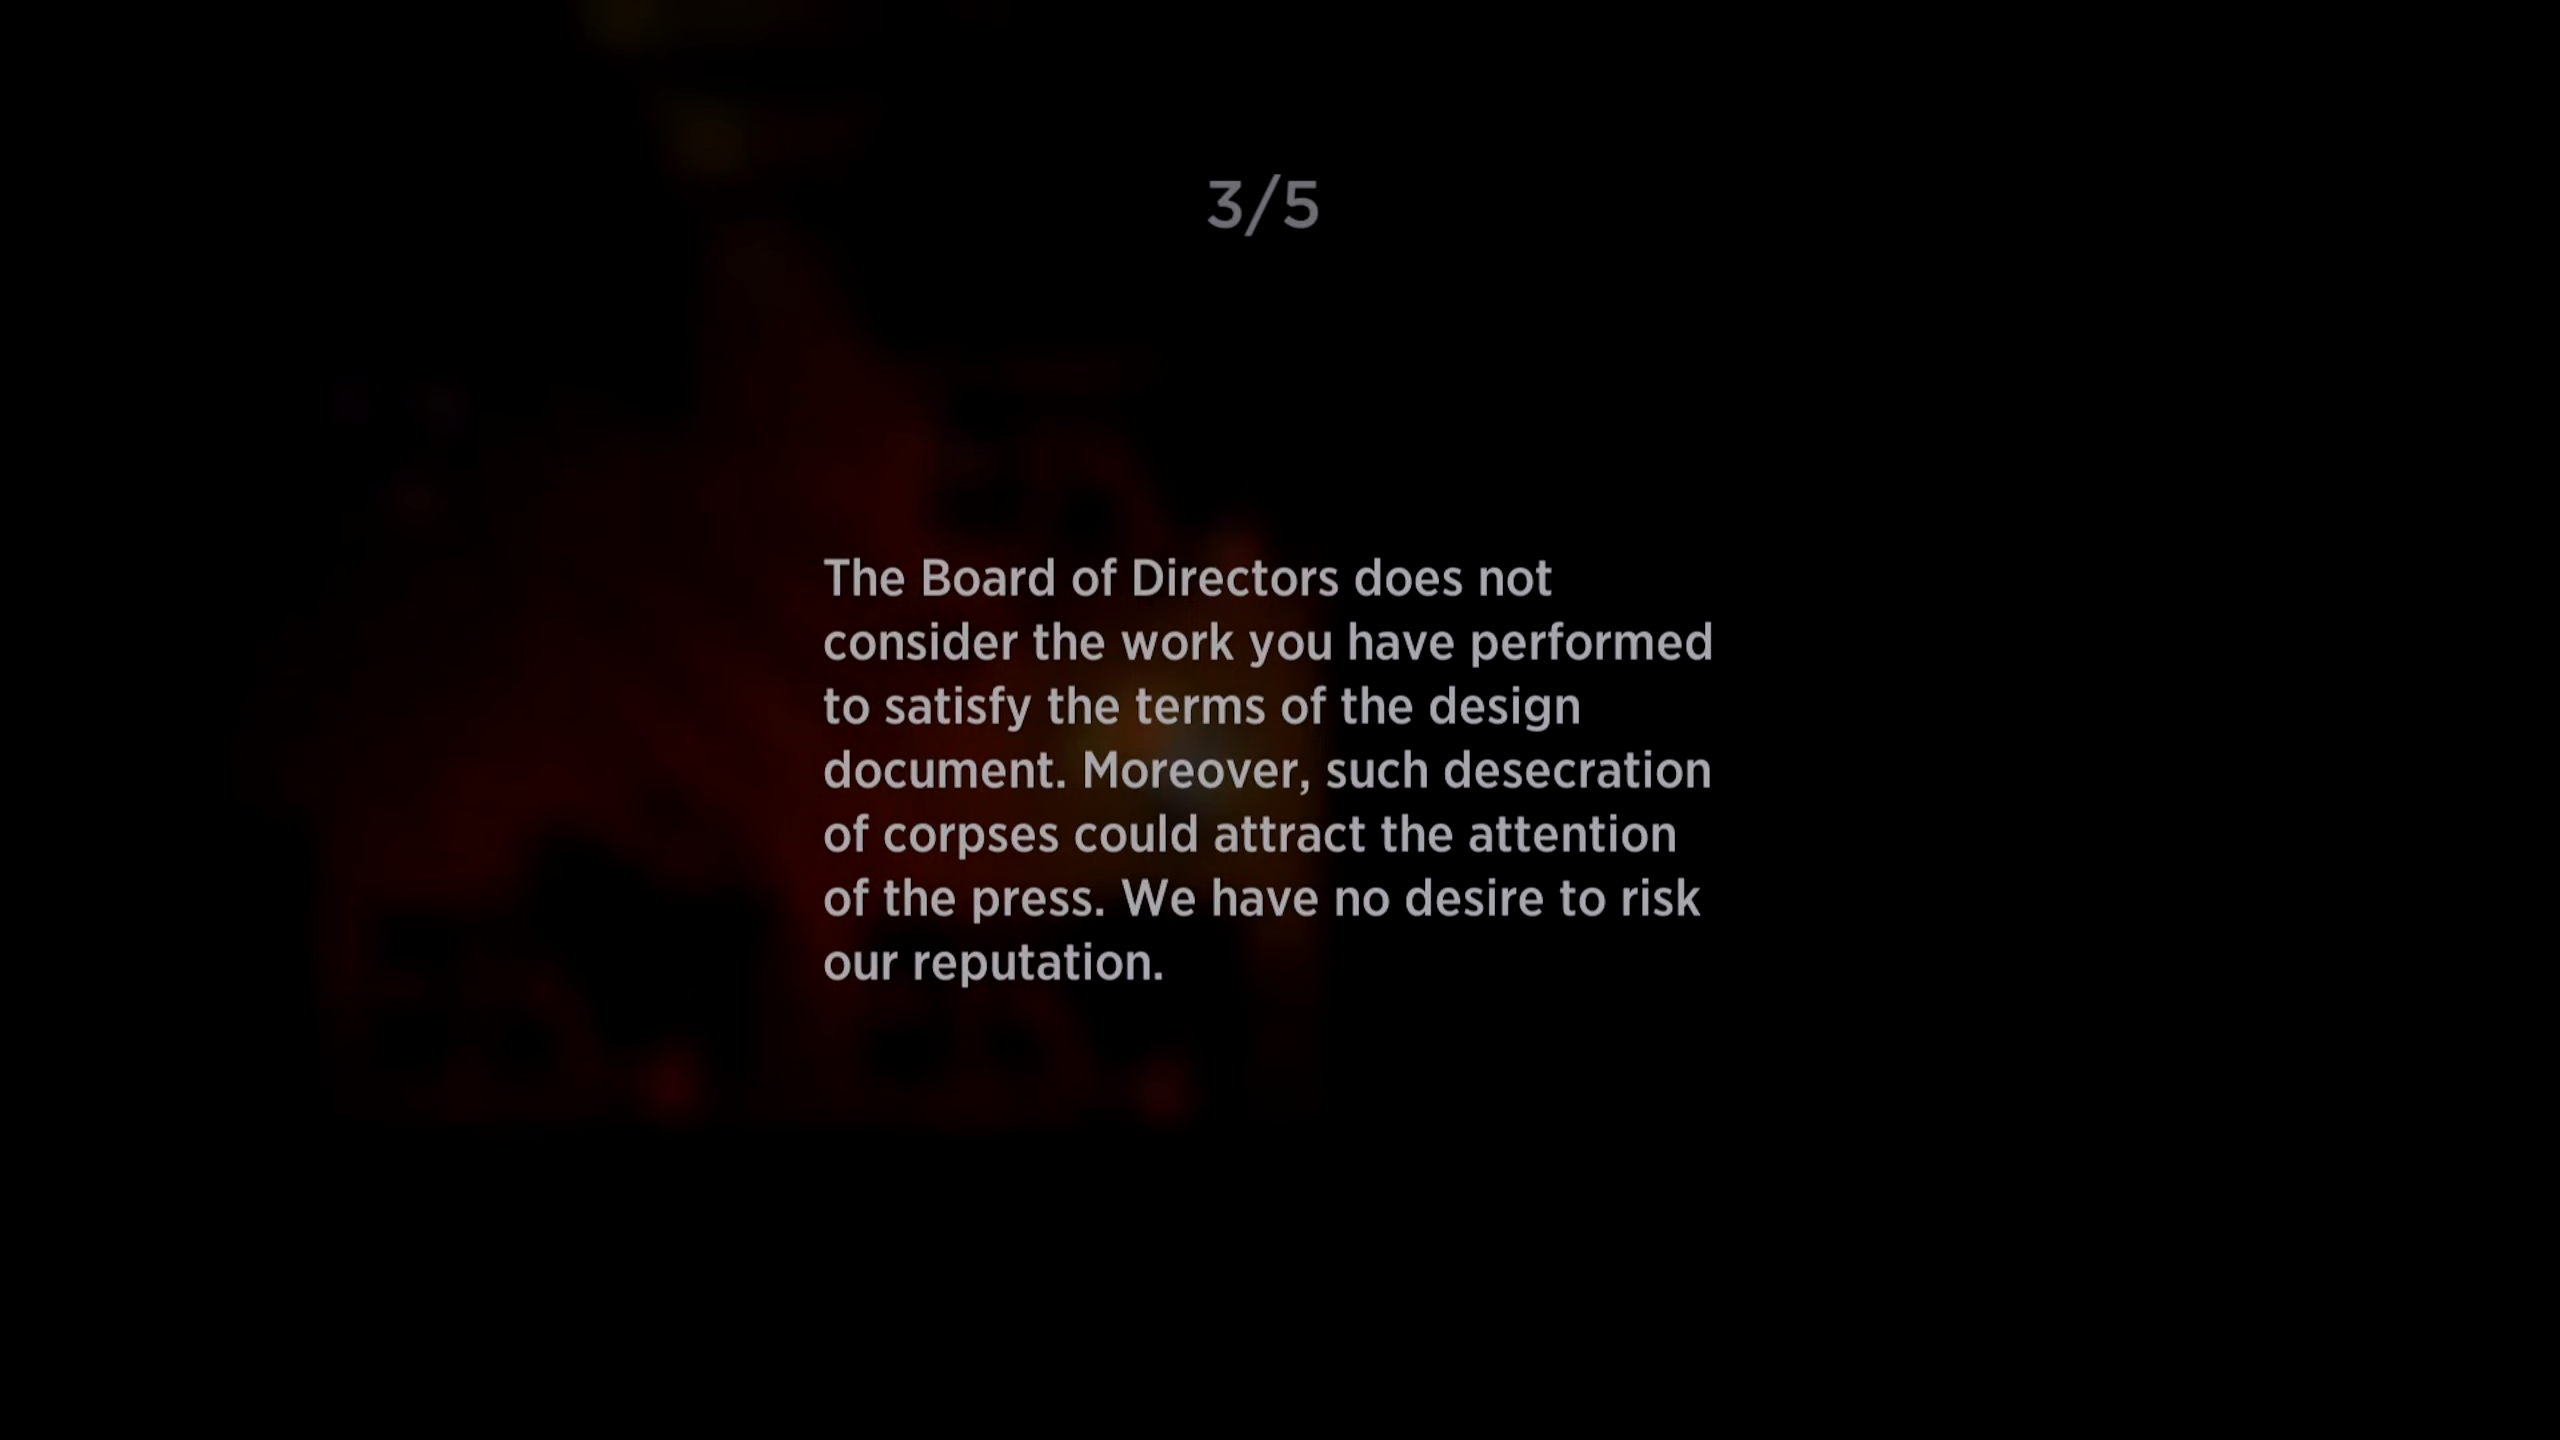 3/5
The Board of Directors does not
consider the work you have performed
to satisfy the terms of the design
document. Moreover, such desecration
of corpses could attract the attention
of the press. We have no desire to risk
our reputation.